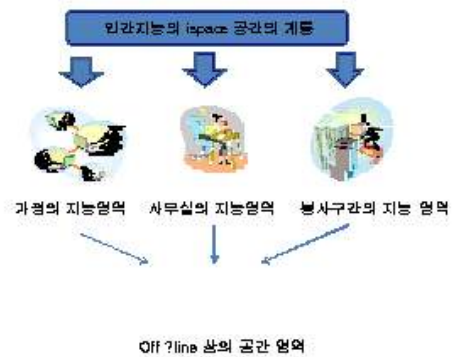 인간지능의 ispace 공간의 계통
가정의 지능영역
사무실의 지능영역
봉사구간의 지능 영역
Off ?line 상의 공간 영역